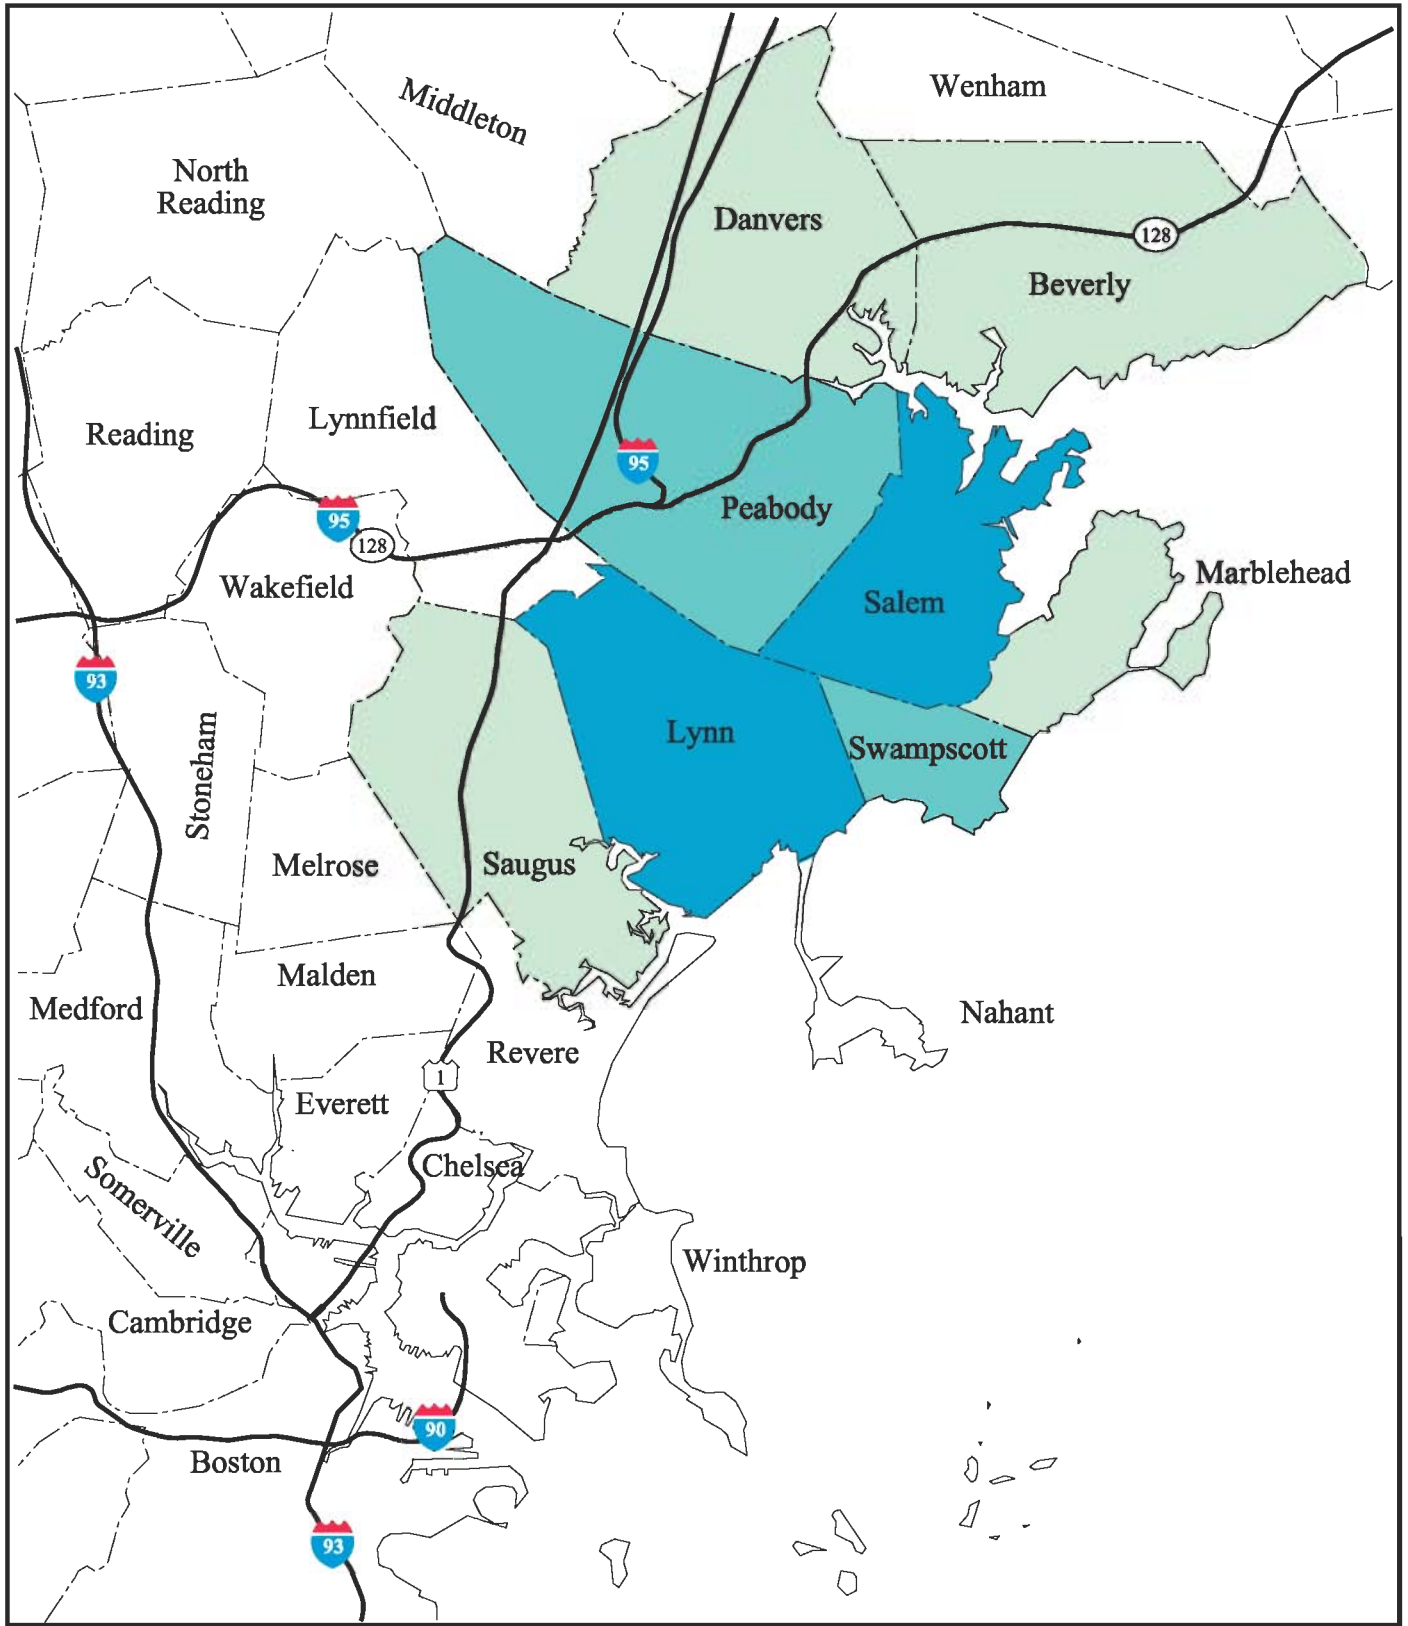 Wenham
Middleton
North
Reading
Danvers
128
Beverly
Lynnfield
Reading
95
Peabody
95
128
Marblehead
Wakefield
Salem
93
Lynn
Swampscott
Stoneham
Melrose
Saugus
Malden
Medford
Nahant
Revere
1
Everett
Chelsea
Somerville
Winthrop
Cambridge
90
Boston
93